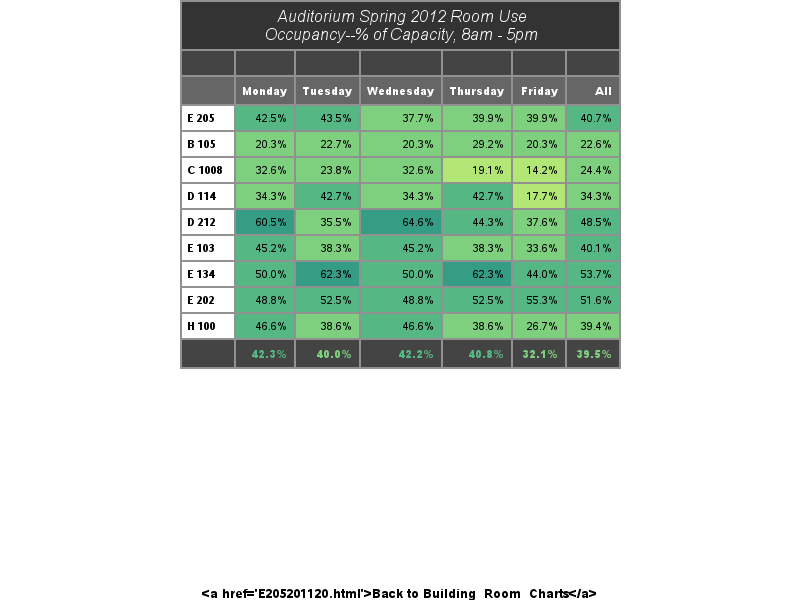 Auditorium Spring 2012 Room Use
Occupancy--% of Capacity, 8am - 5pm
Monday Tuesday Wednesday Thursday Friday All
E 205 42.5% 43.5% 37.7% 39.9% 39.9% 40.7%
B 105 20.3% 22.7% 20.3% 29.2% 20.3% 22.6%
C 1008 32.6% 23.8% 32.6% 19.1% 14.2% 24.4%
D 114 34.3% 42.7% 34.3% 42.7% 17.7% 34.3%
D 212 60.5% 35.5% 64.6% 44.3% 37.6% 48.5%
E 103 45.2% 38.3% 45.2% 38.3% 33.6% 40.1%
E 134 50.0% 62.3% 50.0% 62.3% 44.0% 53.7%
E 202 48.8% 52.5% 48.8% 52.5% 55.3% 51.6%
H 100 46.6% 38.6% 46.6% 38.6% 26.7% 39.4%
42.3% 40.0% 42.2% 40.8% 32.1% 39.5%
<a href='E205201120.html'>Back to Building Room Charts</a>